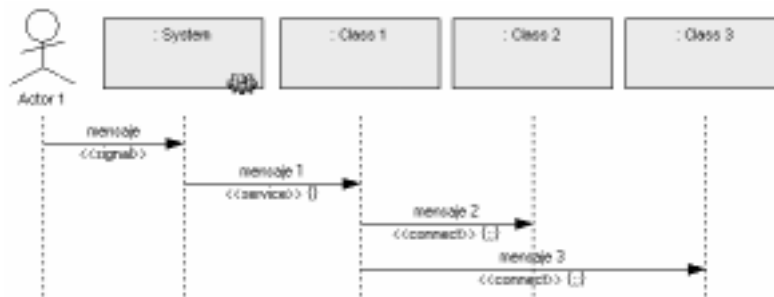 : System
: Class 1
: Class 2
: Class 3
Actor 1
mensaje
<<signal>>
mensaje 1
<<service>> {}
mensaje 2
<<connect>> {;;}
mensaje 3
<<connect>> {;;}